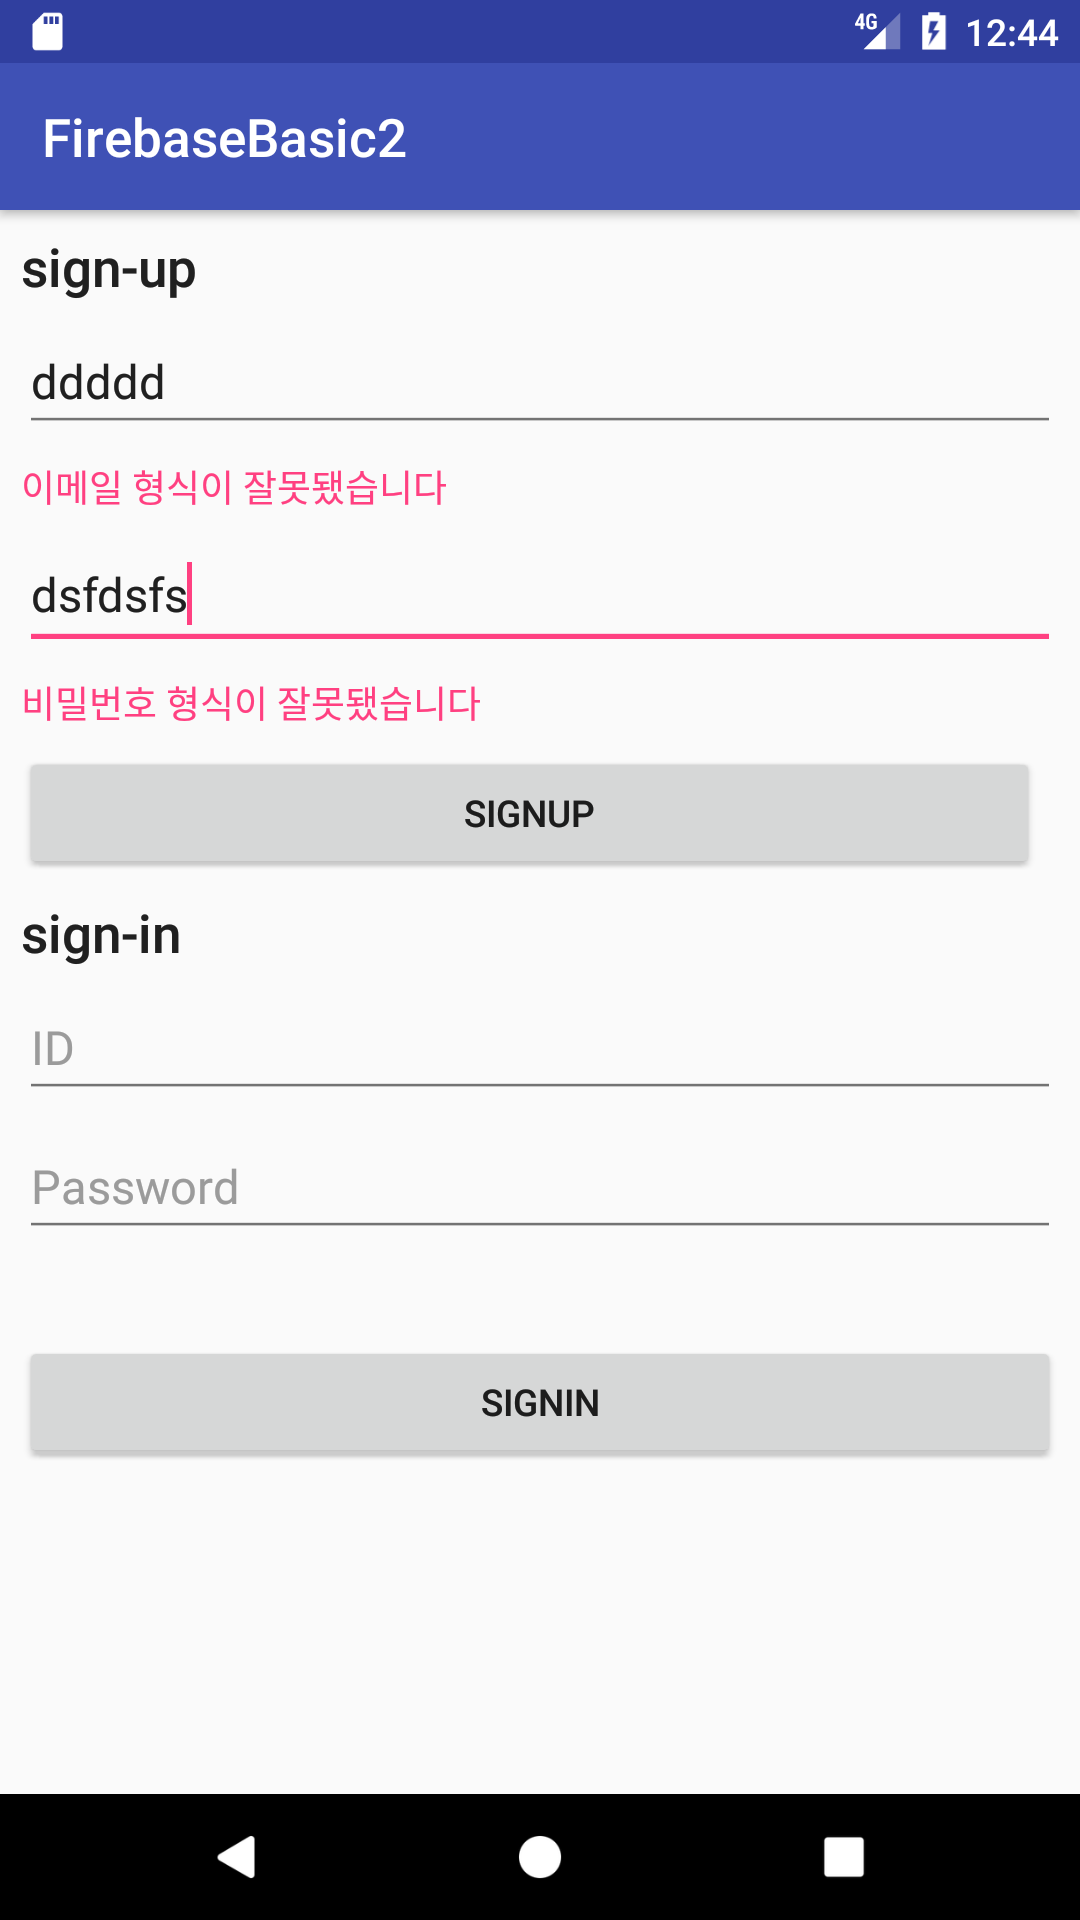 4G 12:44
FirebaseBasic2
sign-up
ddddd
이메일 형식이 잘못됐습니다
dsfdsfs
비밀번호 형식이 잘못됐습니다
SIGNUP
sign-in
ID
Password
SIGNIN